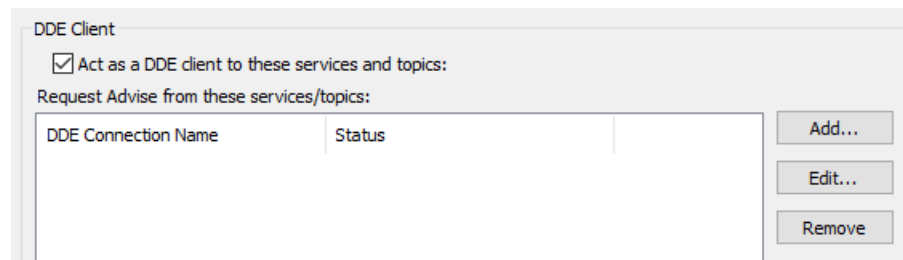 DDE Client
Act as a DDE client to these services and topics:
Request Advise from these services/topics:
DDE Connection Name Status
Add...
Edit...
Remove